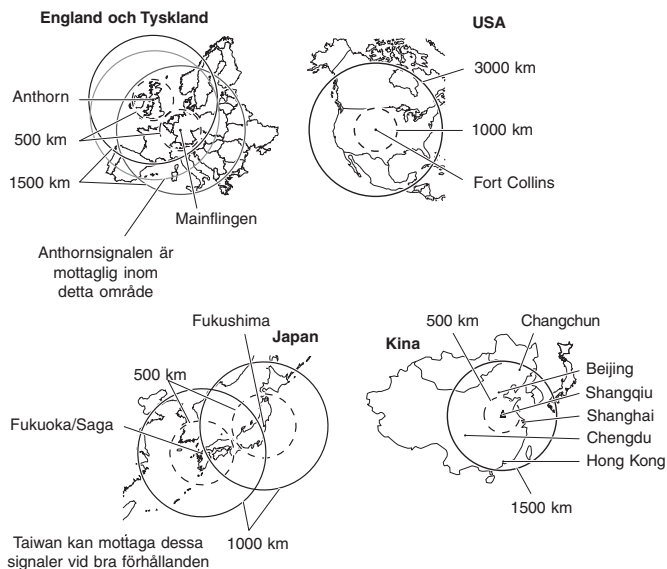 England och Tyskland
Anthorn
500 km
1500 km
Mainflingen
Anthornsignalen är
mottaglig inom
detta område
USA
3000 km
1000 km
Fort Collins
Fukushima
Japan
500 km
Fukuoka/Saga
1000 km
Taiwan kan mottaga dessa
signaler vid bra förhållanden
Kina
500 km
Changchun
Beijing
Shangqiu
Shanghai
Chengdu
Hong Kong
1500 km